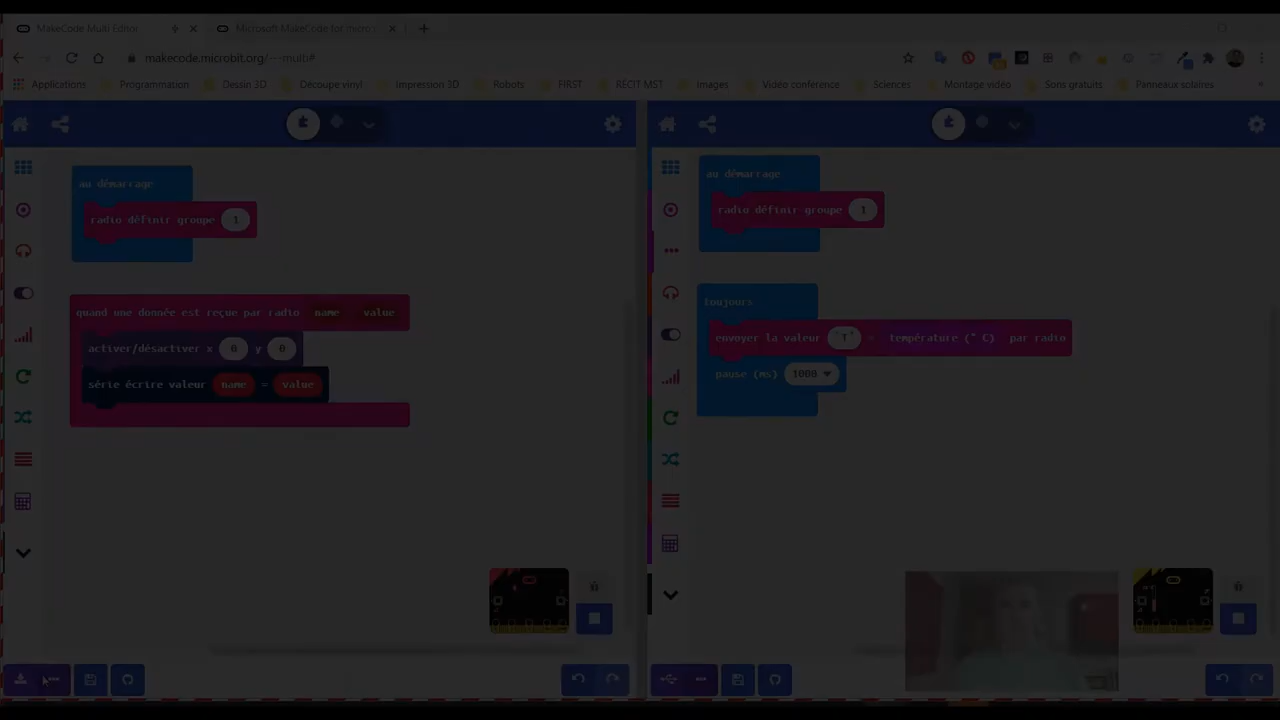 MakeCode Multi Editor
Microsoft MakeCode for micro
makecode.microbit.org/---multi#
Applications Programmation Dessin 3D Découpe vinyl Impression 3D Robots FIRST RÉCIT MST Images Vidéo conférence Sciences Montage vidéo Sons gratuits Panneaux solaires
au démarrage
radio définir groupe 1
quand une donnée est reçue par radio name value
activer/désactiver x 0 y 0
série écrire valeur name = value
au démarrage
radio définir groupe 1
toujours
envoyer la valeur "T" = température (° C) par radio
pause (ms) 1000